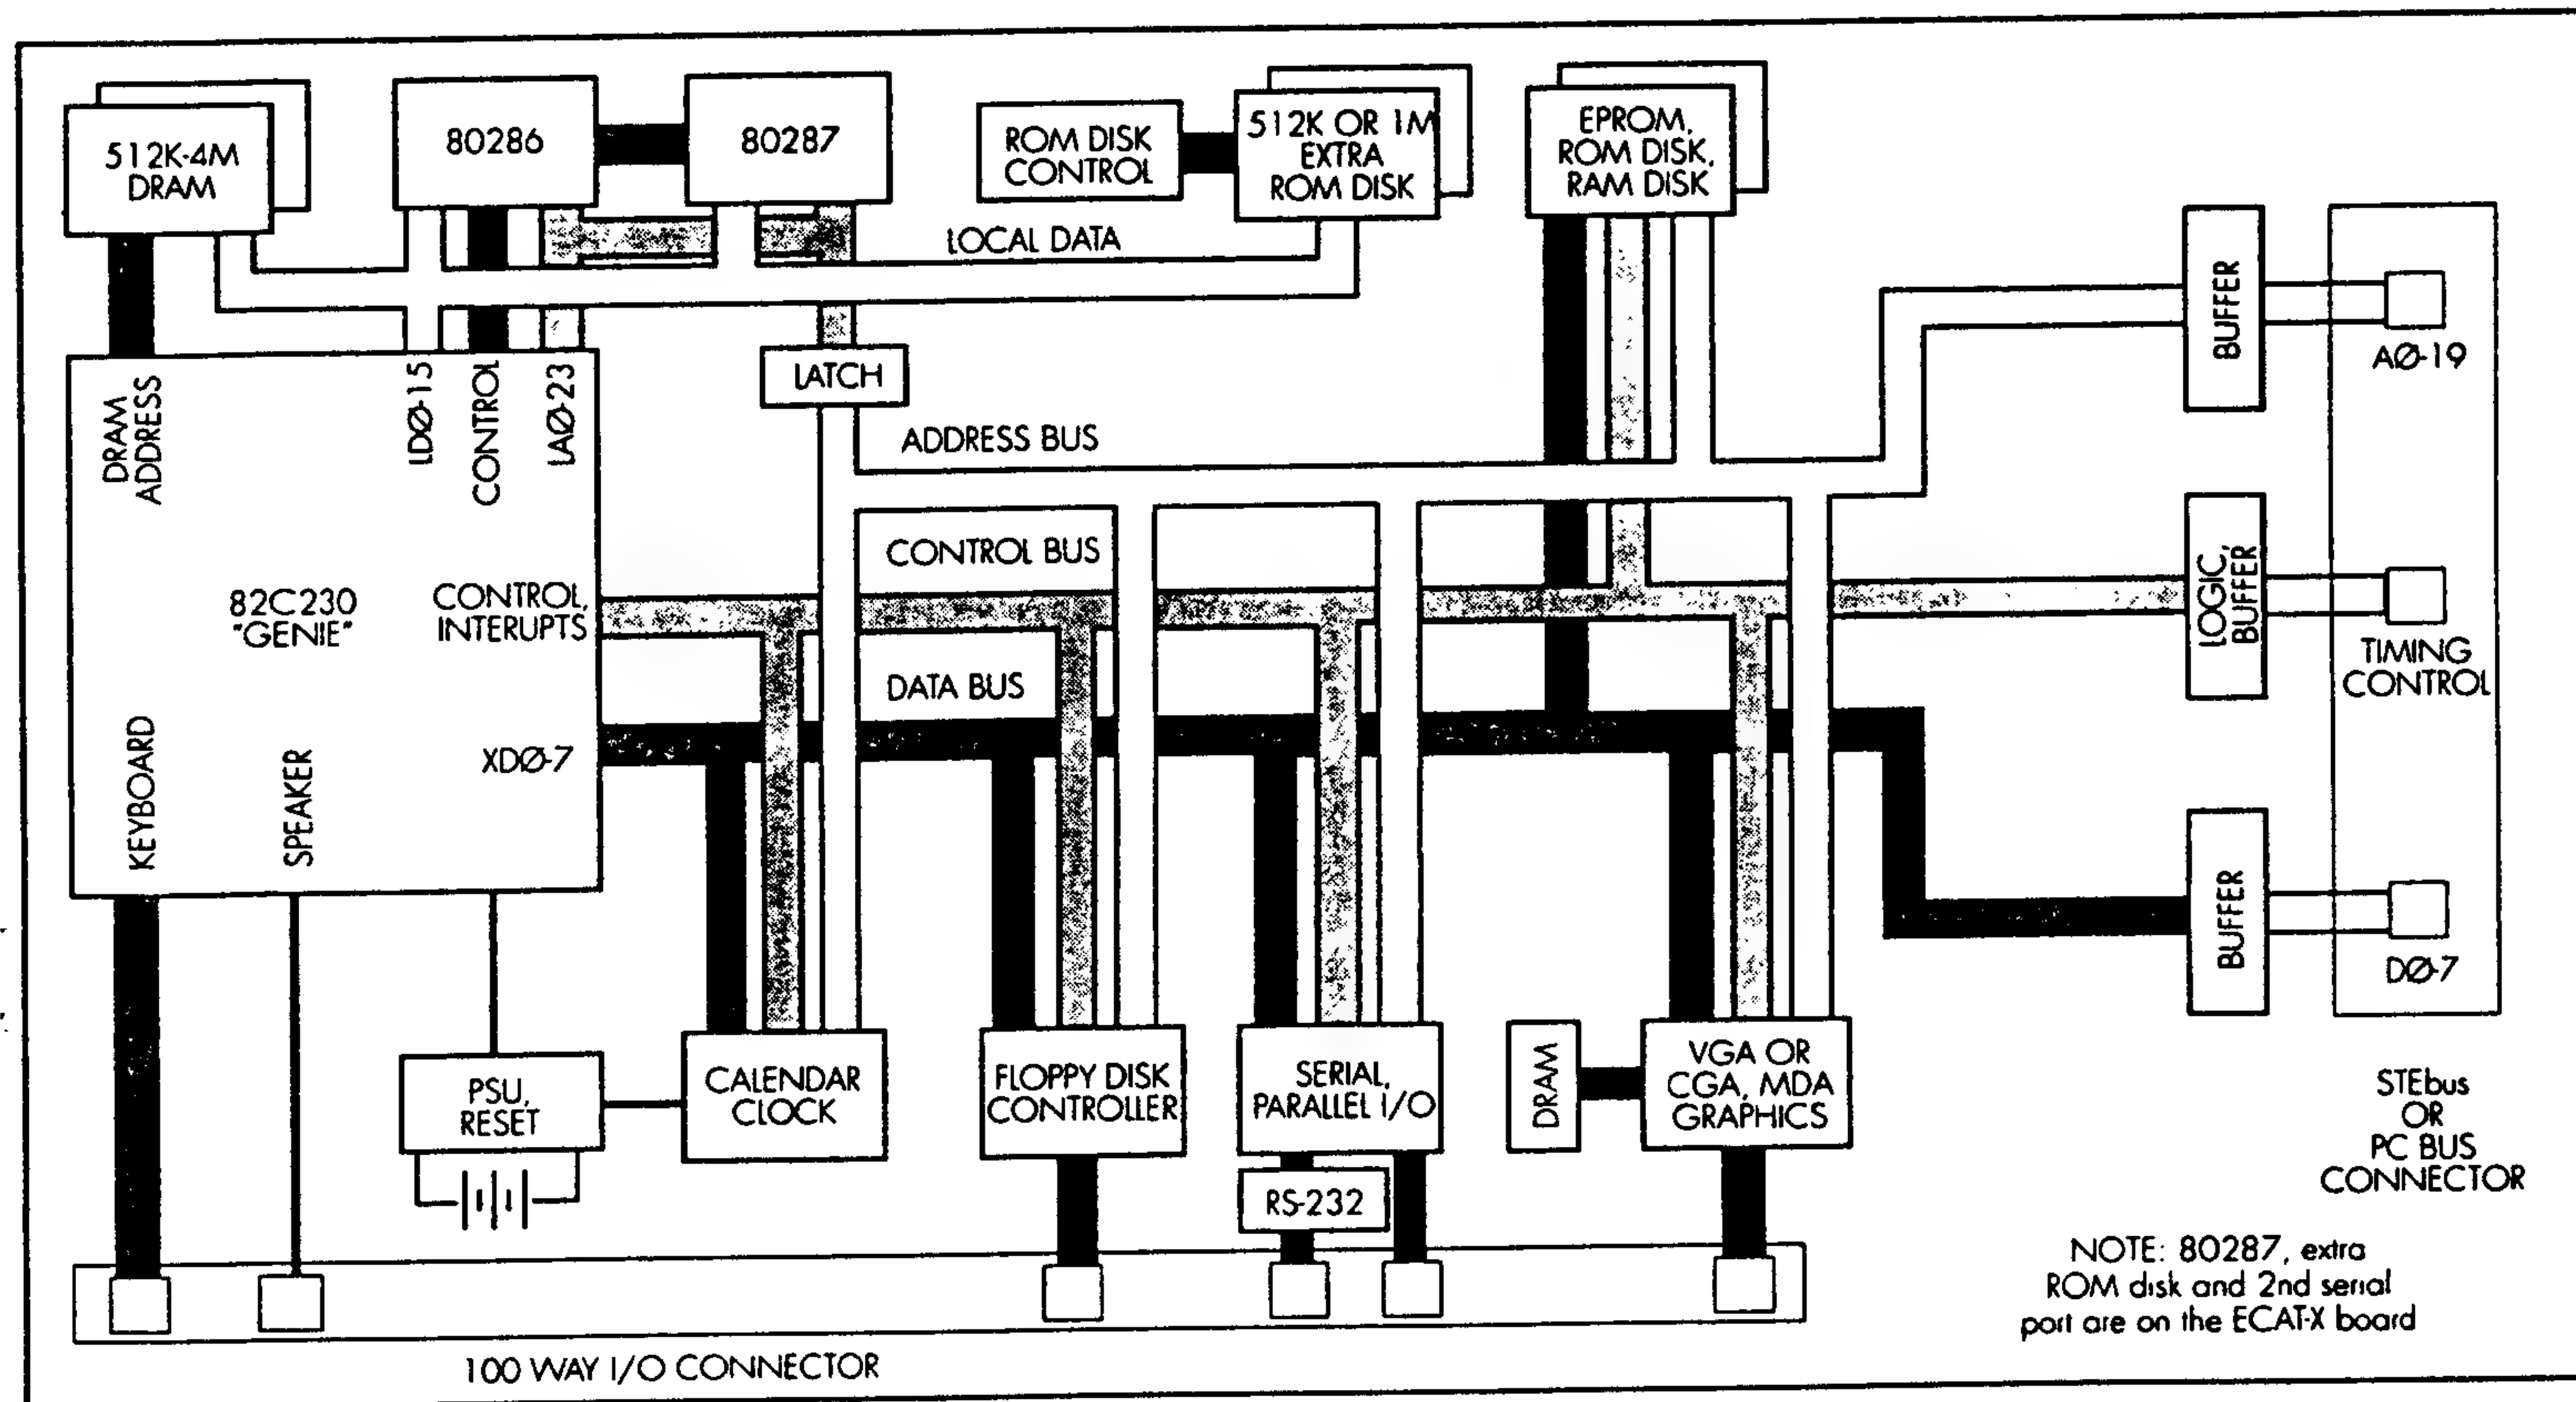 512K-4M
DRAM
80286
80287
ROM DISK
CONTROL
512K OR 1M
EXTRA
ROM DISK
EPROM,
ROM DISK,
RAM DISK
LOCAL DATA
BUFFER
AØ-19
LATCH
DRAM
ADDRESS
LDØ-15
CONTROL
LAØ-23
ADDRESS BUS
CONTROL BUS
82C230
"GENIE"
CONTROL,
INTERUPTS
LOGIC,
BUFFER
TIMING
CONTROL
DATA BUS
KEYBOARD
SPEAKER
XDØ-7
BUFFER
DØ-7
PSU,
RESET
CALENDAR
CLOCK
FLOPPY DISK
CONTROLLER
SERIAL,
PARALLEL I/O
DRAM
VGA OR
CGA, MDA
GRAPHICS
RS-232
STEbus
OR
PC BUS
CONNECTOR
NOTE: 80287, extra
ROM disk and 2nd serial
port are on the ECAT-X board
100 WAY I/O CONNECTOR